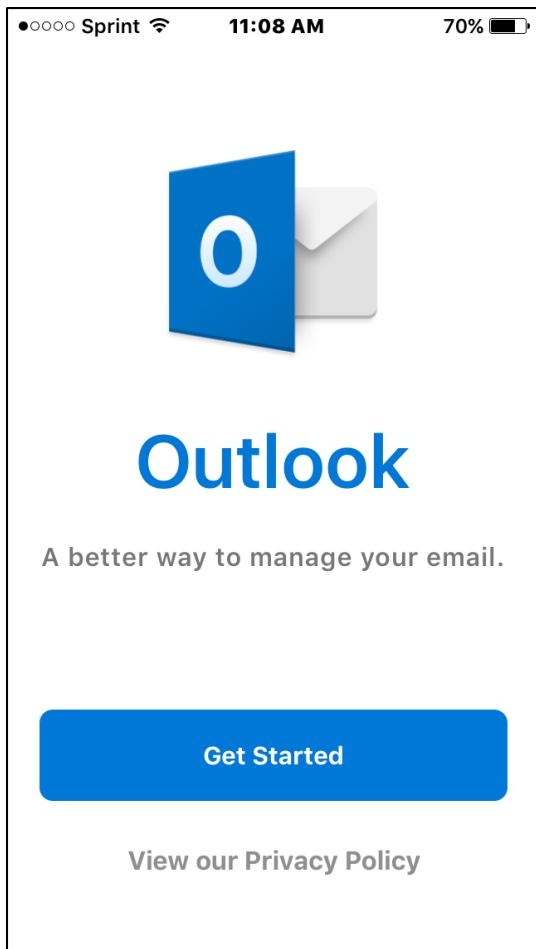 Sprint 11:08 AM 70%
O
Outlook
A better way to manage your email.
Get Started
View our Privacy Policy